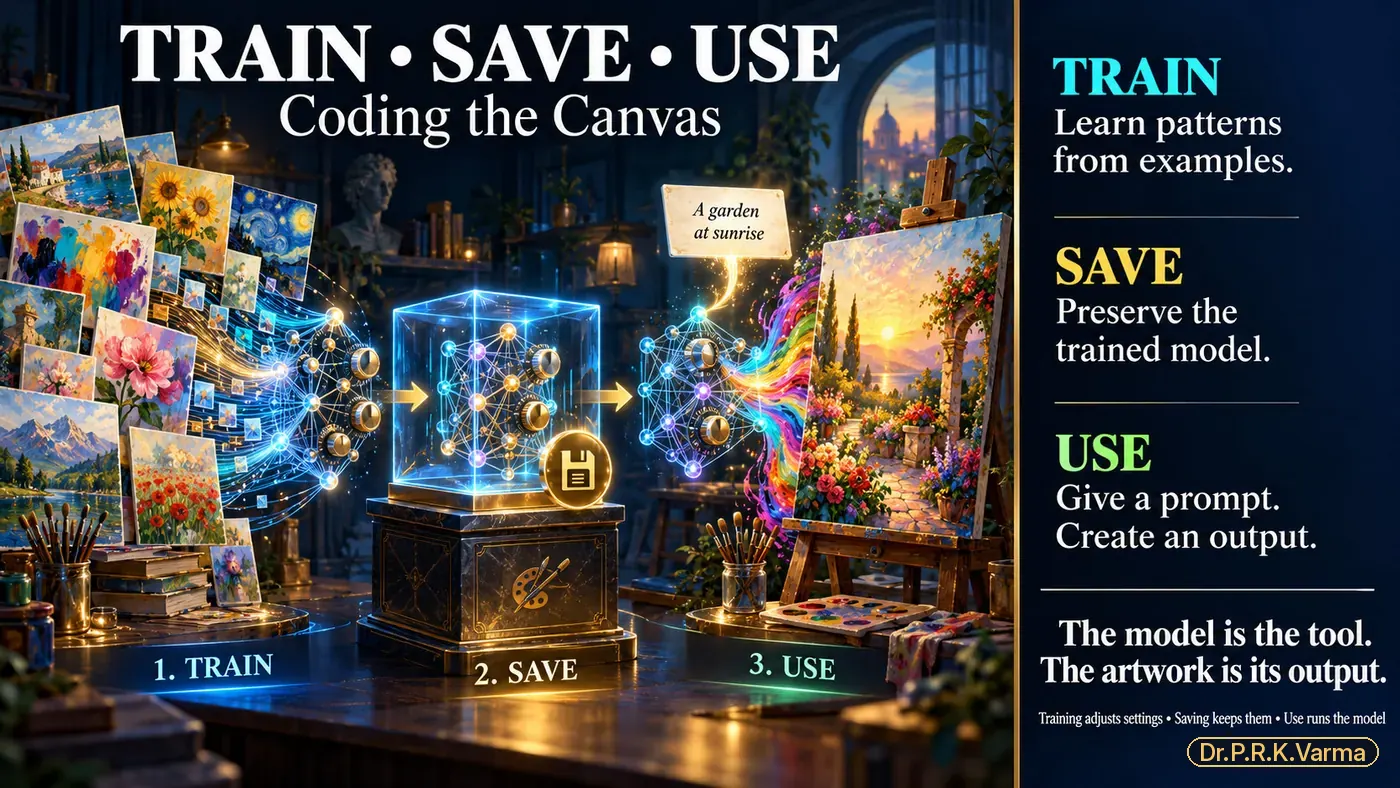 TRAIN • SAVE • USE
Coding the Canvas
A garden
at sunrise
1. TRAIN
2. SAVE
3. USE
TRAIN
Learn patterns
from examples.
SAVE
Preserve the
trained model.
USE
Give a prompt.
Create an output.
The model is the tool.
The artwork is its output.
Training adjusts settings • Saving keeps them • Use runs the model
Dr.P.R.K.Varma